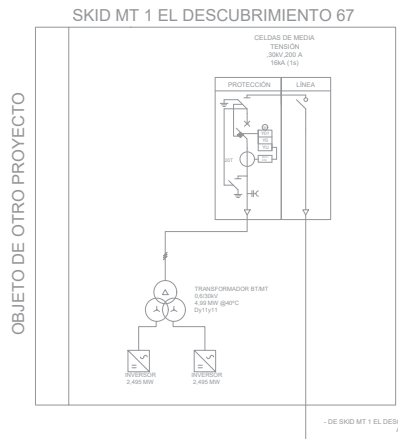 SKID MT 1 EL DESCUBRIMIENTO 67
OBJETO DE OTRO PROYECTO
CELDAS DE MEDIA
TENSIÓN
,30kV,200 A
16kA (1s)
PROTECCIÓN
LÍNEA
TRANSFORMADOR BT/MT
0,6/30kV
4,99 MW @40ºC
Dy11y11
INVERSOR
2,495 MW
INVERSOR
2,495 MW
- DE SKID MT 1 EL DES